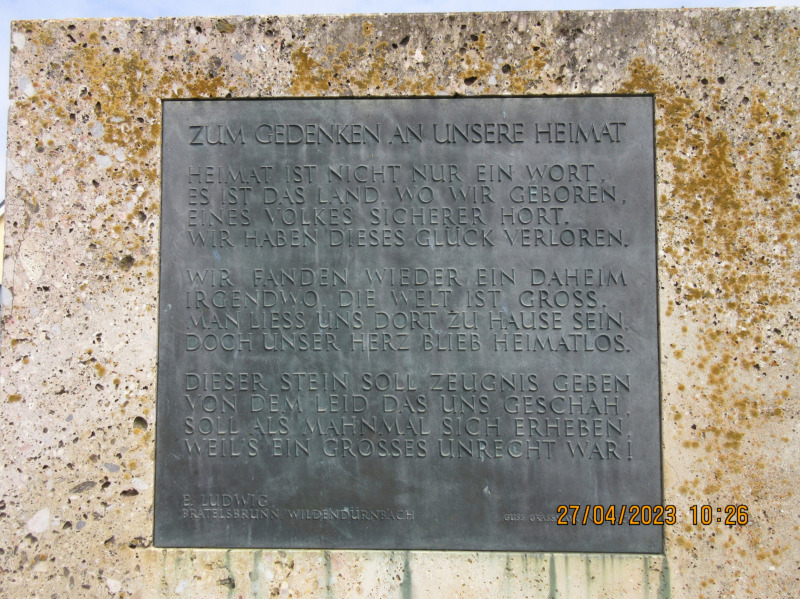 ZUM GEDENKEN AN UNSERE HEIMAT
HEIMAT IST NICHT NUR EIN WORT,
ES IST DAS LAND, WO WIR GEBOREN,
EINES VOLKES SICHERER HORT.
WIR HABEN DIESES GLÜCK VERLOREN.
WIR FANDEN WIEDER EIN DAHEIM
IRGENDWO, DIE WELT IST GROSS.
MAN LIESS UNS DORT ZU HAUSE SEIN,
DOCH UNSER HERZ BLIEB HEIMATLOS.
DIESER STEIN SOLL ZEUGNIS GEBEN
VON DEM LEID DAS UNS GESCHAH,
SOLL ALS MAHNMAL SICH ERHEBEN,
WEIL'S EIN GROSSES UNRECHT WAR!
E. LUDWIG
BRATELSBRUNN/WILDENDÜRNBACH
GUSS
27/04/2023 10:26